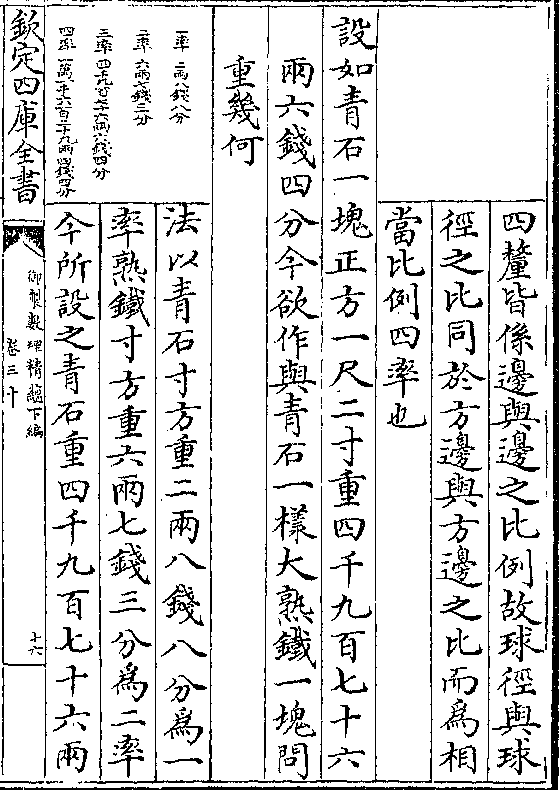 四釐皆係邊與邊之比例故球徑與球
徑之比同於方邊與方邊之比而為相
當比例四率也
設如青石一塊正方一尺二寸重四千九百七十六
兩六錢四分今欲作與青石一樣大熟鐵一塊問
重幾何
一率 二兩八錢八分
二率 六兩七錢三分
三率 四千九百七十六兩六錢四分
四率 一萬一千六百二十九兩四錢四分
法以青石寸方重二兩八錢八分為一
率熟鐵寸方重六兩七錢三分為二率
今所設之青石重四千九百七十六兩
欽定四庫全書
御製數理精蘊下編
卷三十
十六